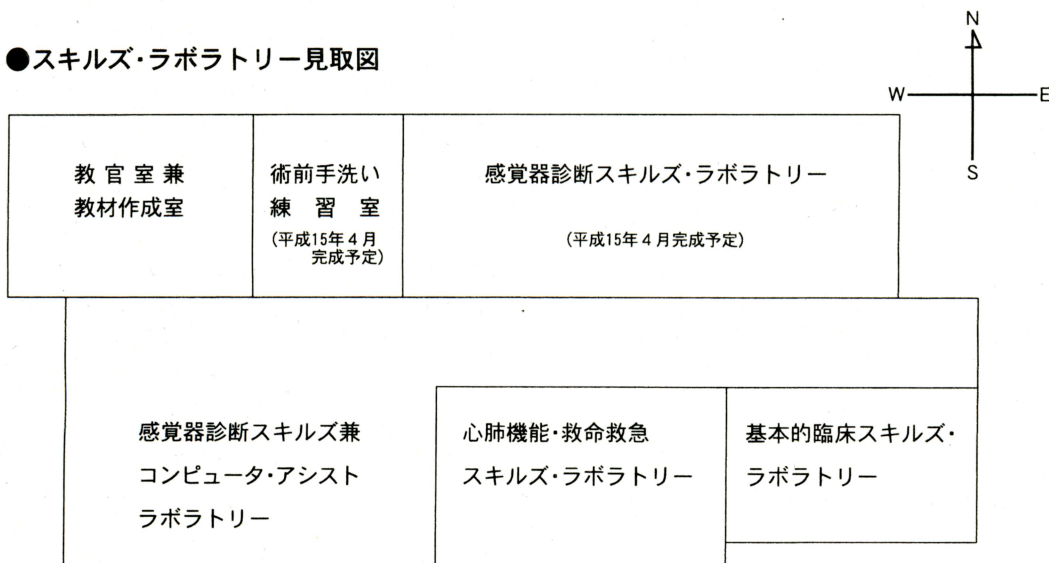 ●スキルズ・ラボラトリー見取図
N
W
E
S
教官室兼
教材作成室
術前手洗い
練習室
(平成15年4月
完成予定)
感覚器診断スキルズ・ラボラトリー
(平成15年4月完成予定)
感覚器診断スキルズ兼
コンピュータ・アシスト
ラボラトリー
心肺機能・救命救急
スキルズ・ラボラトリー
基本的臨床スキルズ・
ラボラトリー